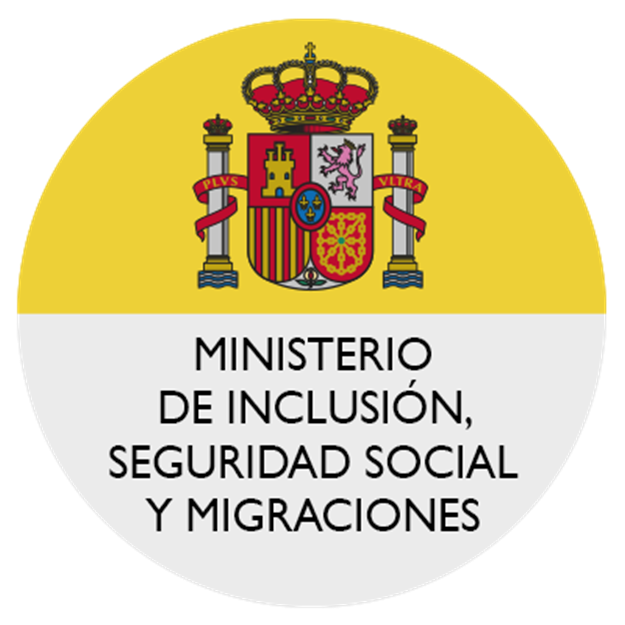 PLVS VLTRA
MINISTERIO
DE INCLUSIÓN,
SEGURIDAD SOCIAL
Y MIGRACIONES